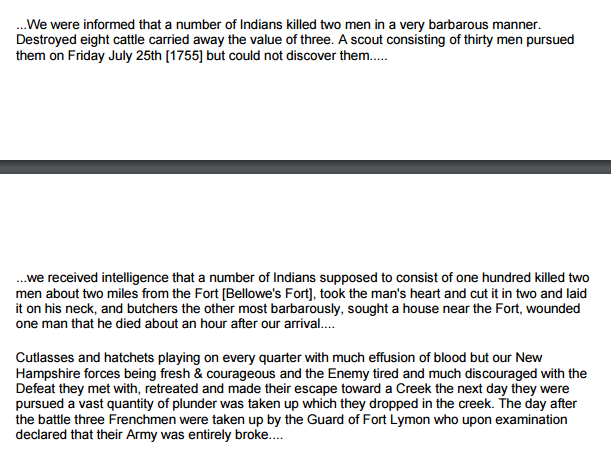 ...We were informed that a number of Indians killed two men in a very barbarous manner.
Destroyed eight cattle carried away the value of three. A scout consisting of thirty men pursued
them on Friday July 25th [1755] but could not discover them.....
...we received intelligence that a number of Indians supposed to consist of one hundred killed two
men about two miles from the Fort [Bellowe's Fort], took the man's heart and cut it in two and laid
it on his neck, and butchers the other most barbarously, sought a house near the Fort, wounded
one man that he died about an hour after our arrival....
Cutlasses and hatchets playing on every quarter with much effusion of blood but our New
Hampshire forces being fresh & courageous and the Enemy tired and much discouraged with the
Defeat they met with, retreated and made their escape toward a Creek the next day they were
pursued a vast quantity of plunder was taken up which they dropped in the creek. The day after
the battle three Frenchmen were taken up by the Guard of Fort Lymon who upon examination
declared that their Army was entirely broke....